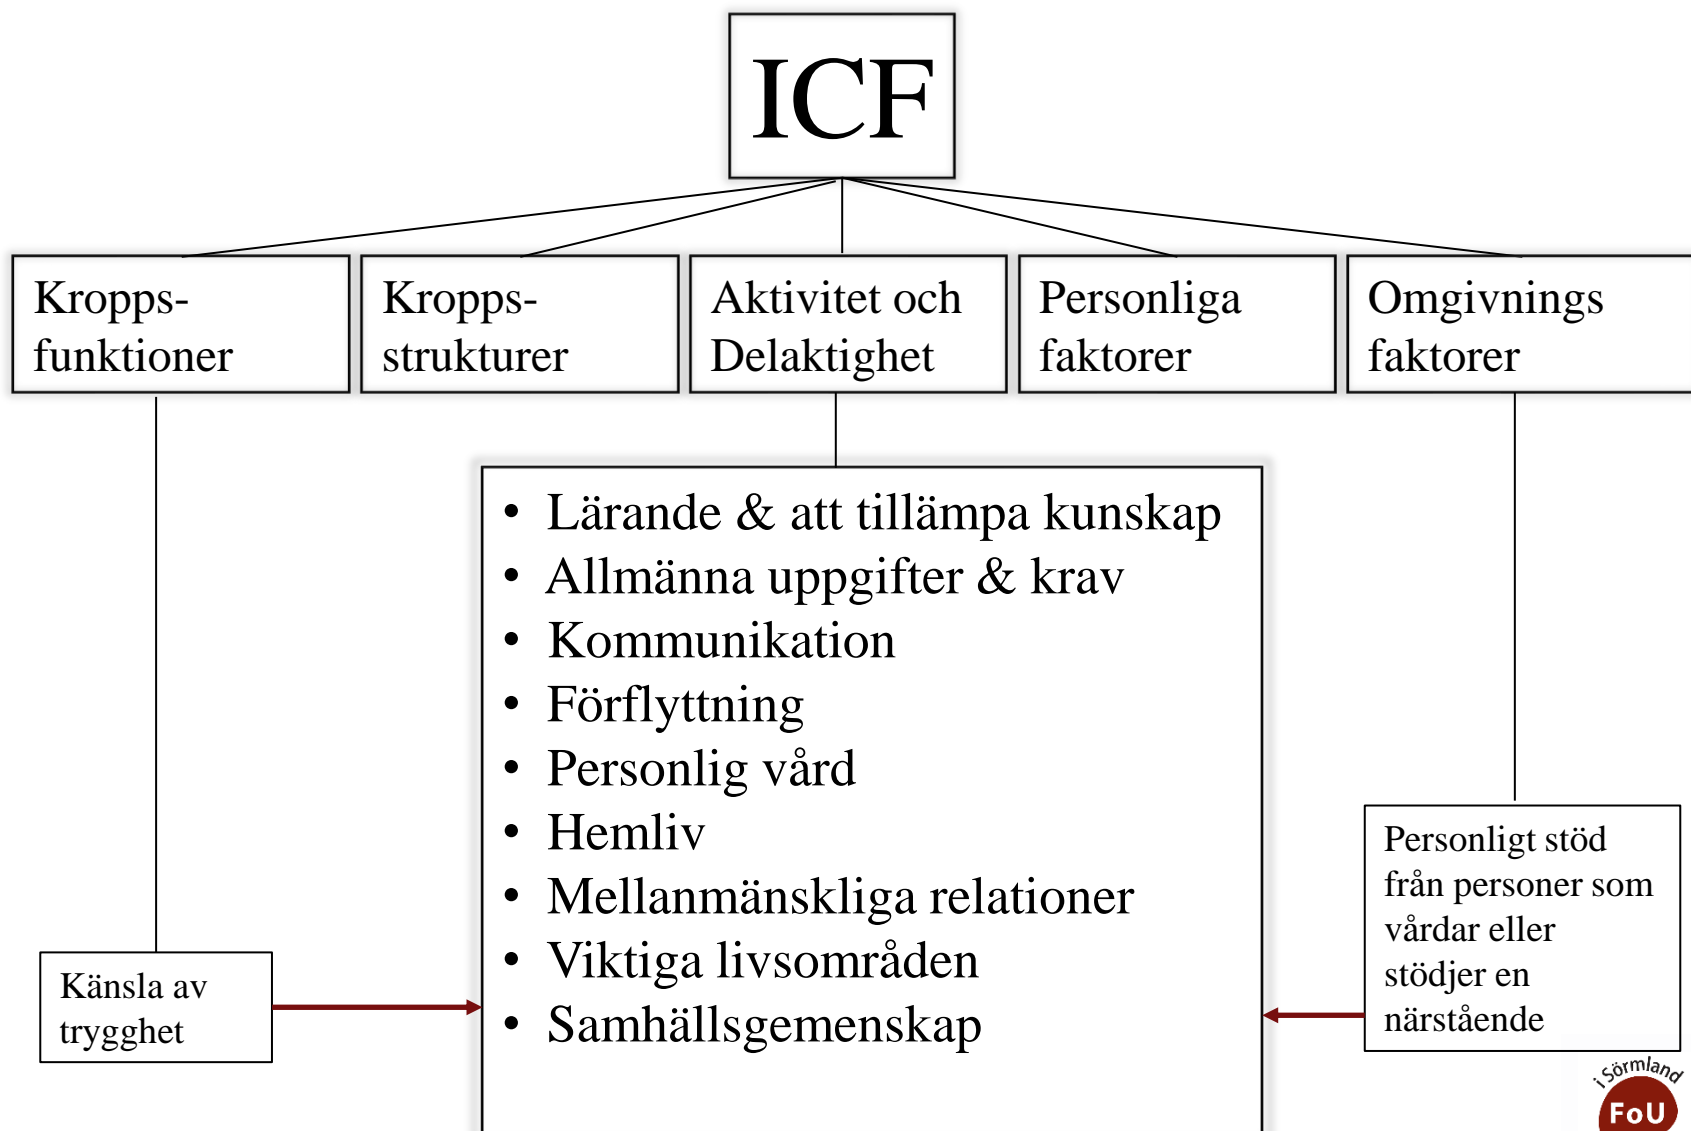 ICF
Kropps-
funktioner
Kropps-
strukturer
Aktivitet och
Delaktighet
Personliga
faktorer
Omgivnings
faktorer
• Lärande & att tillämpa kunskap
• Allmänna uppgifter & krav
• Kommunikation
• Förflyttning
• Personlig vård
• Hemliv
• Mellanmänskliga relationer
• Viktiga livsområden
• Samhällsgemenskap
Känsla av
trygghet
Personligt stöd
från personer som
vårdar eller
stödjer en
närstående
i Sörmland
FoU